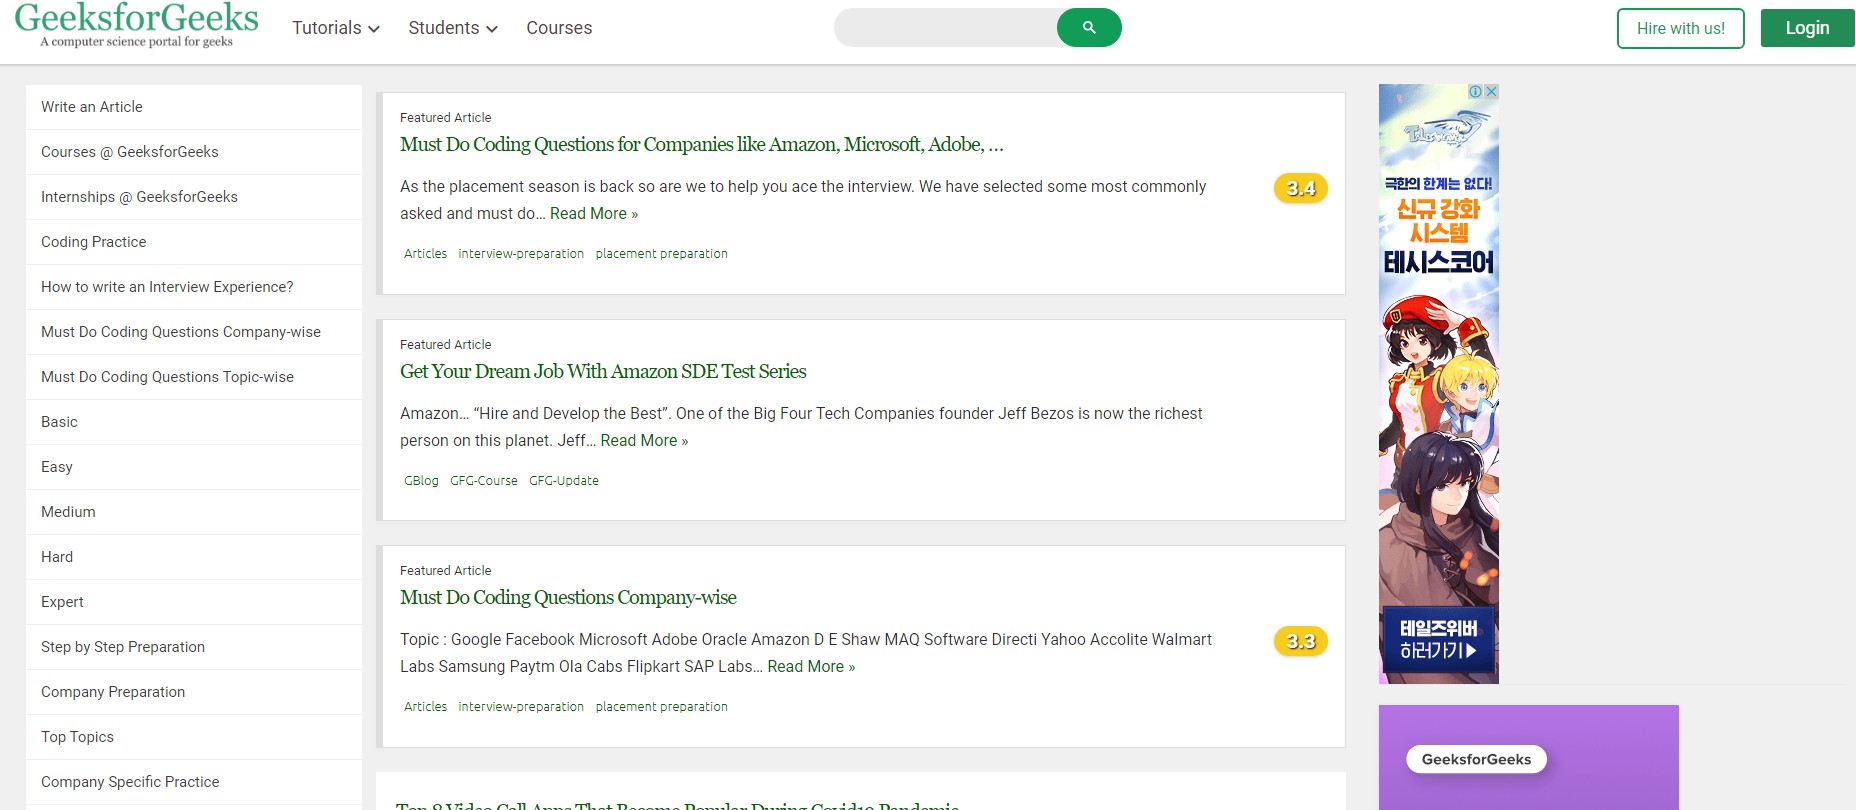 GeeksforGeeks
A computer science portal for geeks
Tutorials
Students
Courses
Hire with us!
Login
Write an Article
Courses @ GeeksforGeeks
Internships @ GeeksforGeeks
Coding Practice
How to write an Interview Experience?
Must Do Coding Questions Company-wise
Must Do Coding Questions Topic-wise
Basic
Easy
Medium
Hard
Expert
Step by Step Preparation
Company Preparation
Top Topics
Company Specific Practice
Featured Article
Must Do Coding Questions for Companies like Amazon, Microsoft, Adobe, …
As the placement season is back so are we to help you ace the interview. We have selected some most commonly
asked and must do… Read More »
3.4
Articles interview-preparation placement preparation
Featured Article
Get Your Dream Job With Amazon SDE Test Series
Amazon… “Hire and Develop the Best”. One of the Big Four Tech Companies founder Jeff Bezos is now the richest
person on this planet. Jeff… Read More »
GBlog GFG-Course GFG-Update
Featured Article
Must Do Coding Questions Company-wise
Topic : Google Facebook Microsoft Adobe Oracle Amazon D E Shaw MAQ Software Directi Yahoo Accolite Walmart
Labs Samsung Paytm Ola Cabs Flipkart SAP Labs… Read More »
3.3
Articles interview-preparation placement preparation
Top 8 Video Call Apps That Become Popular During Covid19 Pandemic
극한의 한계는 없다!
신규 강화
시스템
테시스코어
테일즈위버
하러가기
GeeksforGeeks